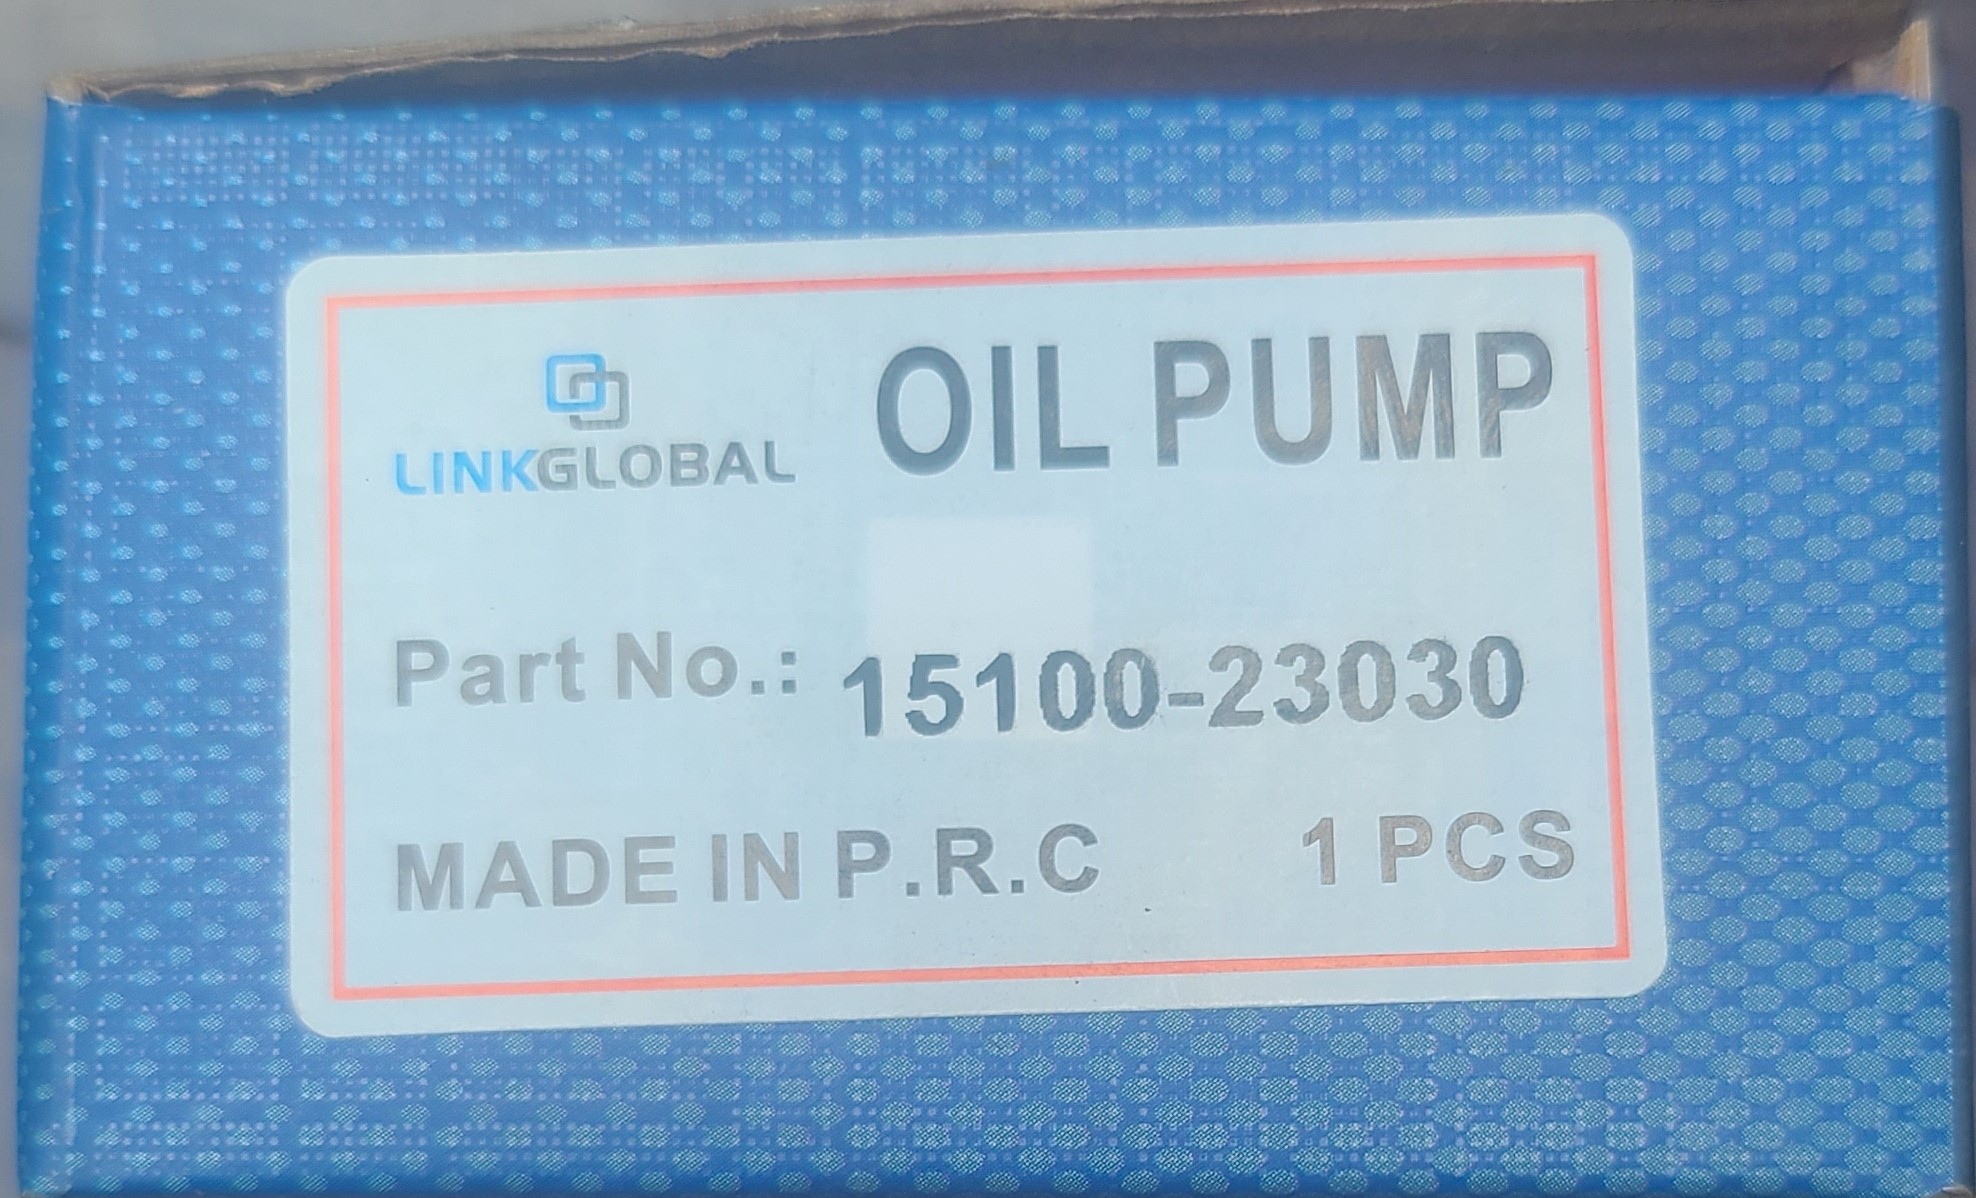 LINKGLOBAL
OIL PUMP
Part No.: 15100-23030
MADE IN P.R.C 1 PCS